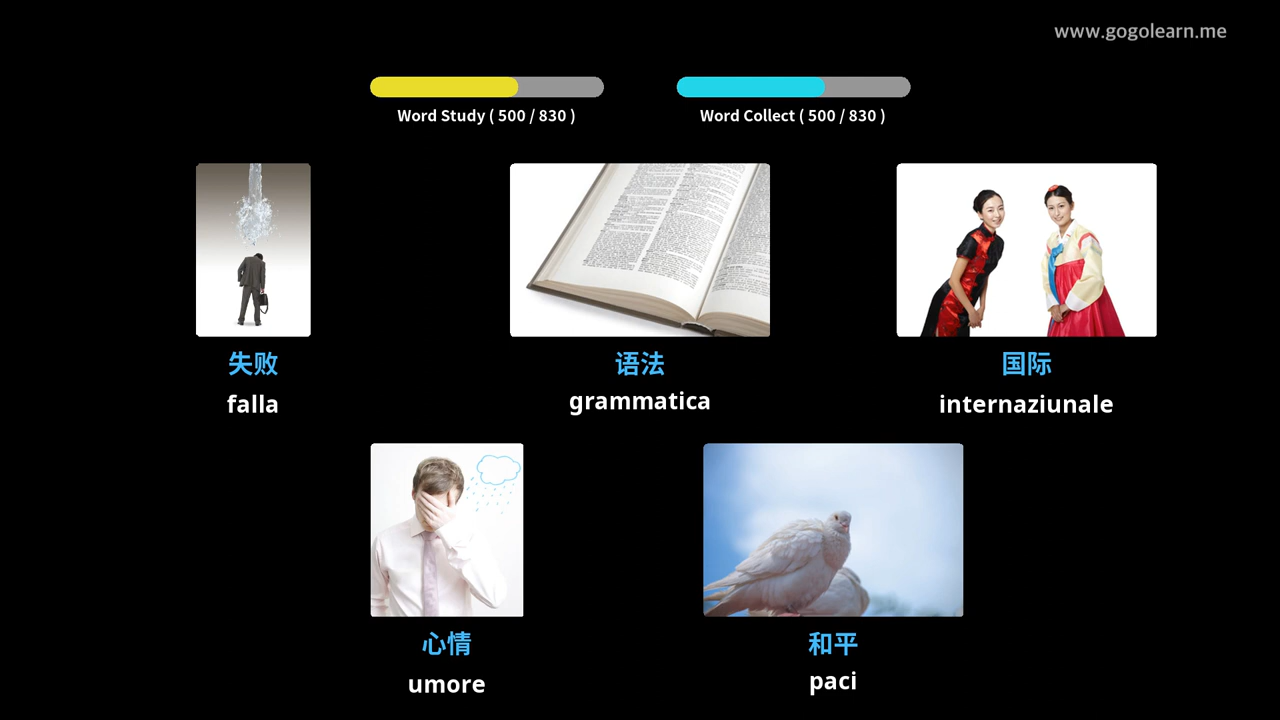 www.gogolearn.me
Word Study ( 500 / 830 )
Word Collect ( 500 / 830 )
失败
语法
国际
falla
grammatica
internaziunale
心情
和平
umore
paci